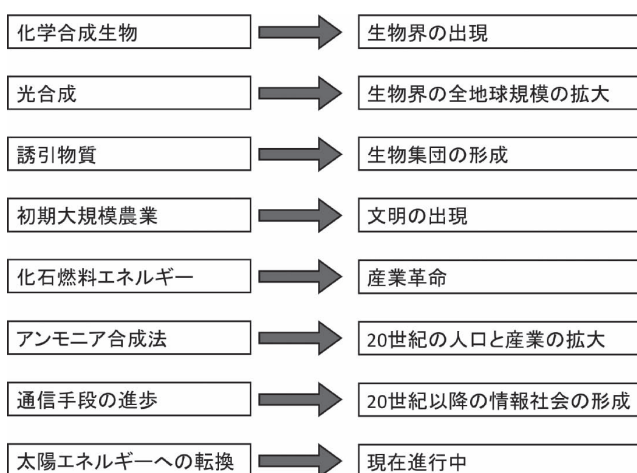 化学合成生物
生物界の出現
光合成
生物界の全地球規模の拡大
誘引物質
生物集団の形成
初期大規模農業
文明の出現
化石燃料エネルギー
産業革命
アンモニア合成法
20世紀の人口と産業の拡大
通信手段の進歩
20世紀以降の情報社会の形成
太陽エネルギーへの転換
現在進行中